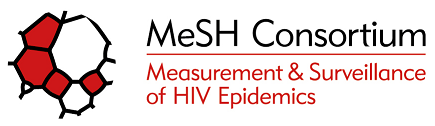 MeSH Consortium
Measurement & Surveillance
of HIV Epidemics